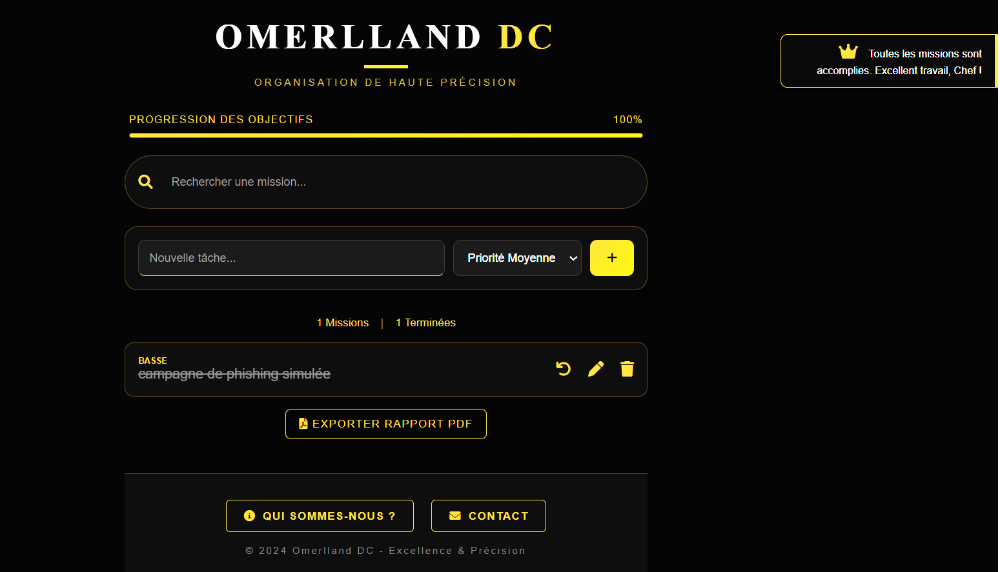 OMERLLAND DC
ORGANISATION DE HAUTE PRÉCISION
Toutes les missions sont
accomplies. Excellent travail, Chef !
PROGRESSION DES OBJECTIFS 100%
Rechercher une mission...
Nouvelle tâche... Priorité Moyenne +
1 Missions | 1 Terminées
BASSE
campagne de phishing simulée
EXPORTER RAPPORT PDF
QUI SOMMES-NOUS ? CONTACT
© 2024 Omerlland DC - Excellence & Précision